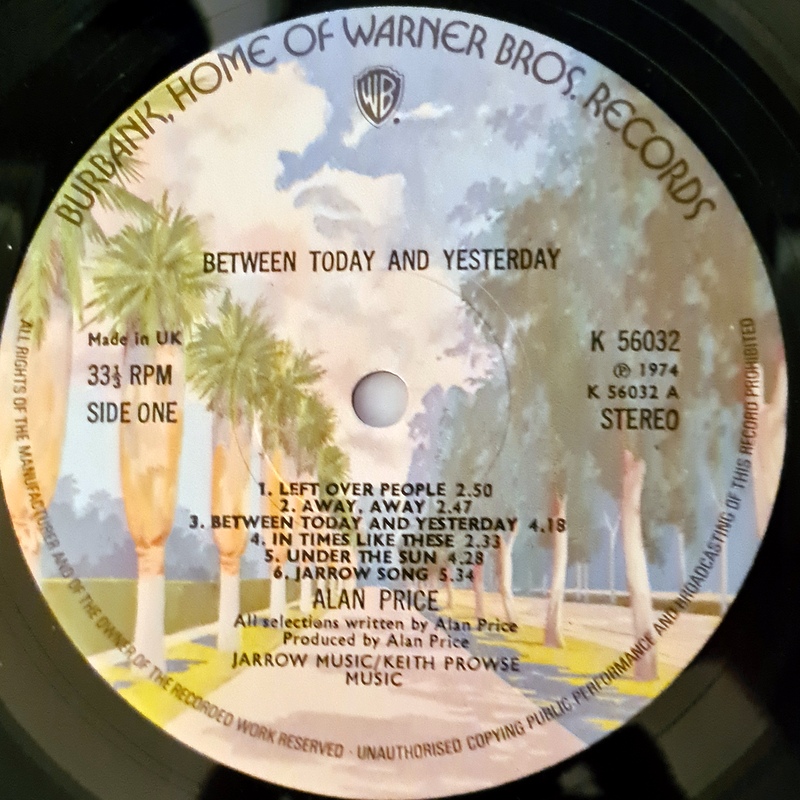 BURBANK, HOME OF WARNER BROS. RECORDS
WB
BETWEEN TODAY AND YESTERDAY
Made in UK
33⅓ RPM
SIDE ONE
K 56032
℗ 1974
K 56032 A
STEREO
1. LEFT OVER PEOPLE 2.50
2. AWAY, AWAY 2.47
3. BETWEEN TODAY AND YESTERDAY 4.18
4. IN TIMES LIKE THESE 2.33
5. UNDER THE SUN 4.28
6. JARROW SONG 5.34
ALAN PRICE
All selections written by Alan Price
Produced by Alan Price
JARROW MUSIC/KEITH PROWSE
MUSIC
ALL RIGHTS OF THE MANUFACTURER AND OF THE OWNER OF THE RECORDED WORK RESERVED · UNAUTHORISED COPYING PUBLIC PERFORMANCE AND BROADCASTING OF THIS RECORD PROHIBITED